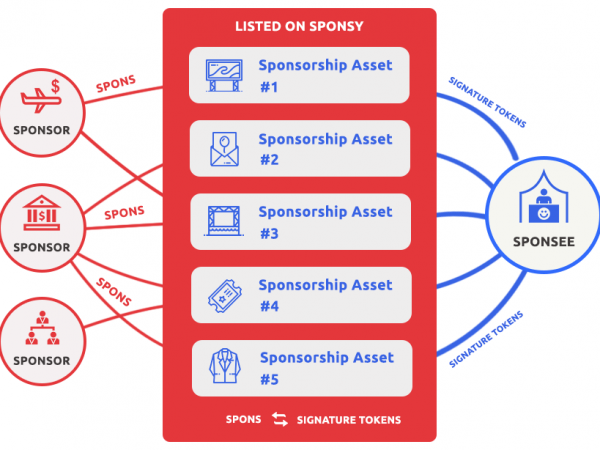 LISTED ON SPONSY
Sponsorship Asset
#1
Sponsorship Asset
#2
Sponsorship Asset
#3
Sponsorship Asset
#4
Sponsorship Asset
#5
SPONS
SIGNATURE TOKENS
$
SPONSOR
SPONS
$
SPONSOR
SPONS
SPONSOR
SPONS
SIGNATURE TOKENS
SPONSEE
SIGNATURE TOKENS